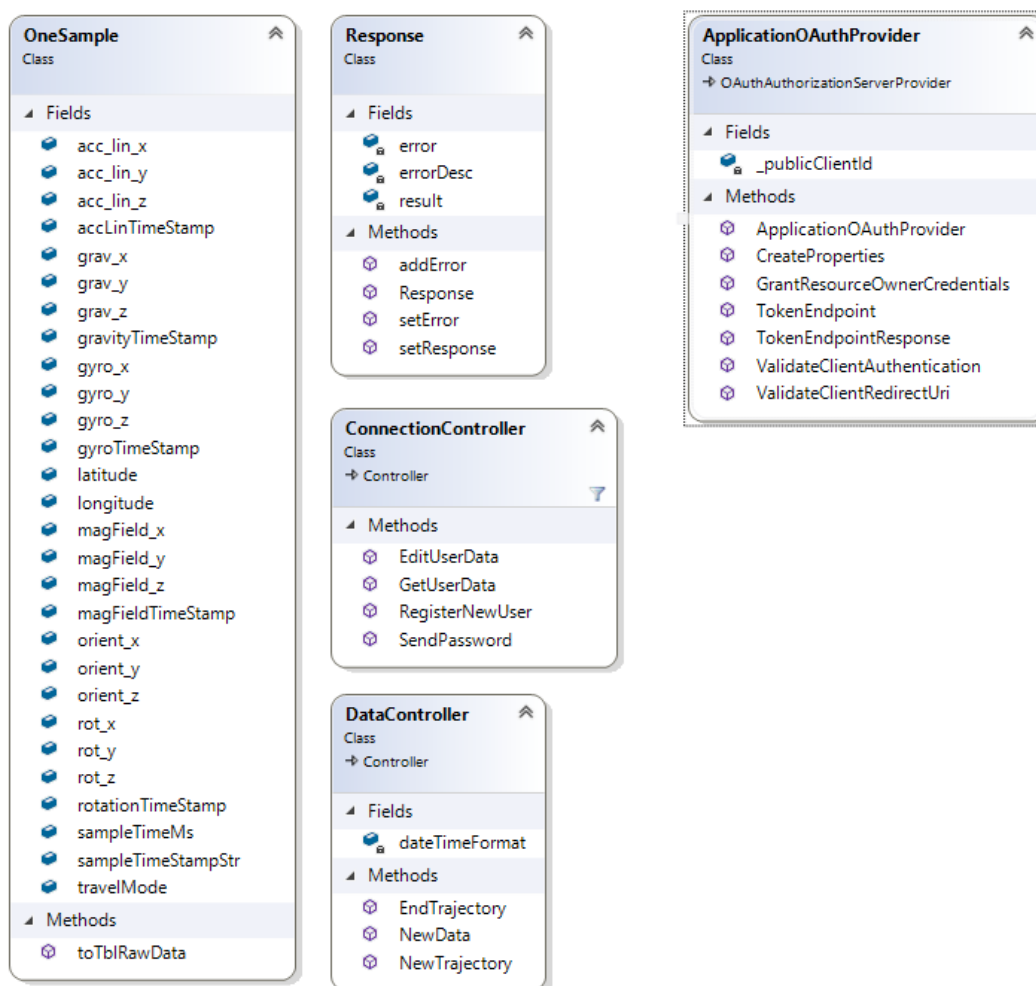 OneSample
Class
Fields
acc_lin_x
acc_lin_y
acc_lin_z
accLinTimeStamp
grav_x
grav_y
grav_z
gravityTimeStamp
gyro_x
gyro_y
gyro_z
gyroTimeStamp
latitude
longitude
magField_x
magField_y
magField_z
magFieldTimeStamp
orient_x
orient_y
orient_z
rot_x
rot_y
rot_z
rotationTimeStamp
sampleTimeMs
sampleTimeStampStr
travelMode
Methods
toTblRawData
Response
Class
Fields
error
errorDesc
result
Methods
addError
Response
setError
setResponse
ConnectionController
Class
Controller
Methods
EditUserData
GetUserData
RegisterNewUser
SendPassword
DataController
Class
Controller
Fields
dateTimeFormat
Methods
EndTrajectory
NewData
NewTrajectory
ApplicationOAuthProvider
Class
OAuthAuthorizationServerProvider
Fields
_publicClientId
Methods
ApplicationOAuthProvider
CreateProperties
GrantResourceOwnerCredentials
TokenEndpoint
TokenEndpointResponse
ValidateClientAuthentication
ValidateClientRedirectUri